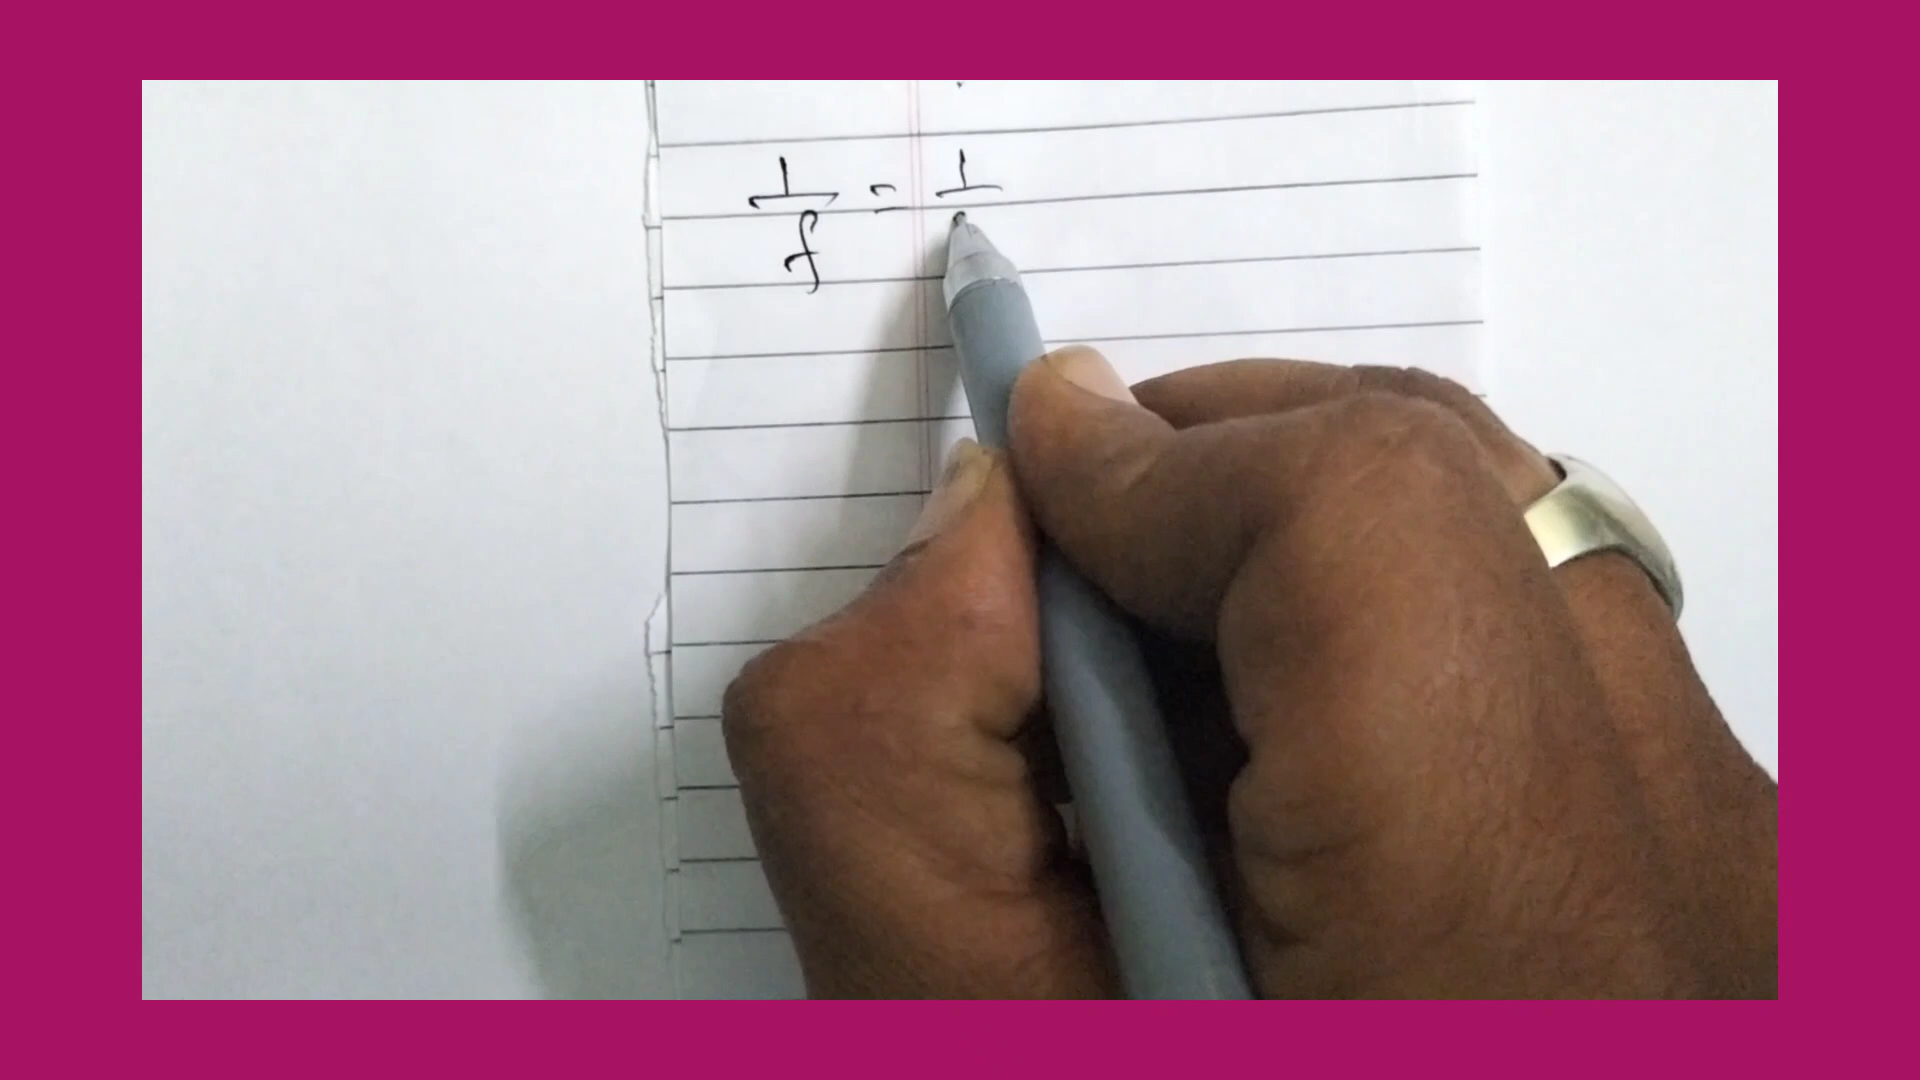 1/f = 1/